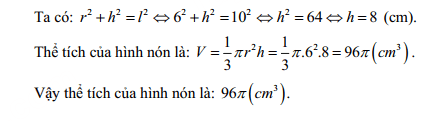 Ta có: r² + h² = l² ⇔ 6² + h² = 10² ⇔ h² = 64 ⇔ h = 8 (cm).
Thể tích của hình nón là: V = 1/3 πr²h = 1/3 π.6².8 = 96π(cm³).
Vậy thể tích của hình nón là: 96π(cm³).